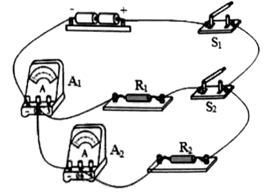 - +
S₁
A
A₁
R₁
S₂
A
A₂
R₂